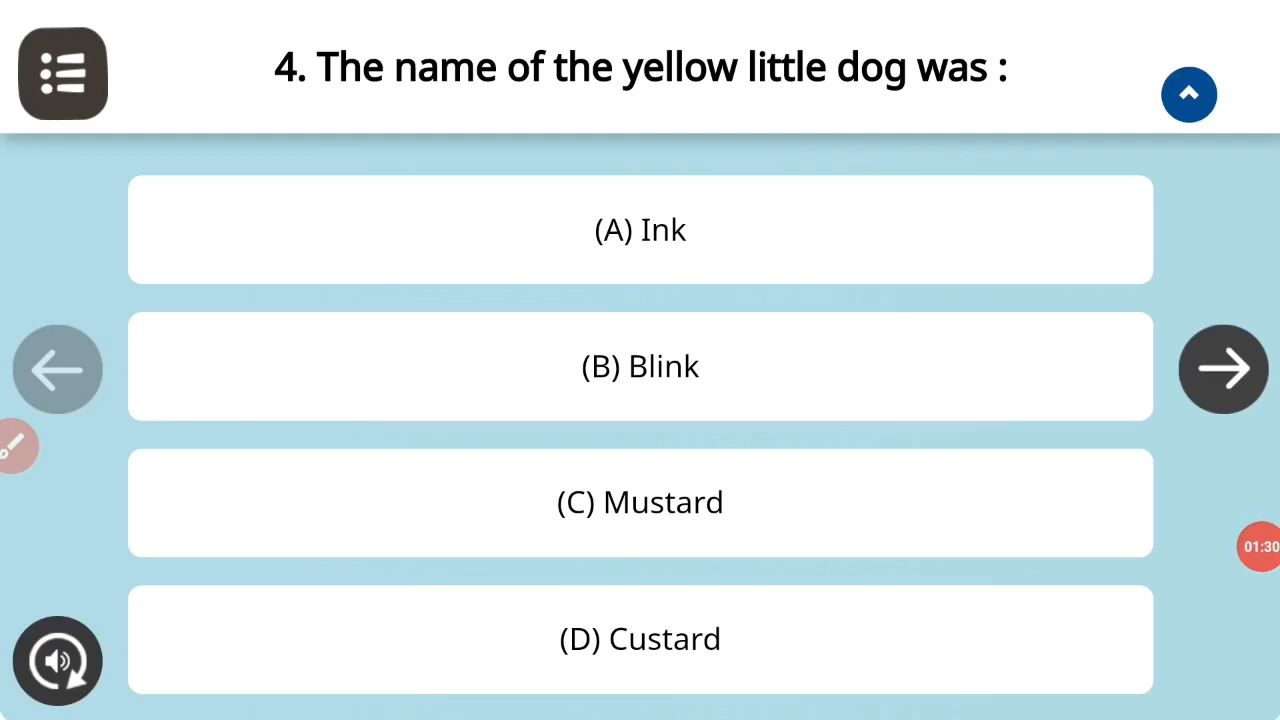 4. The name of the yellow little dog was :
(A) Ink
(B) Blink
(C) Mustard
(D) Custard
01:30